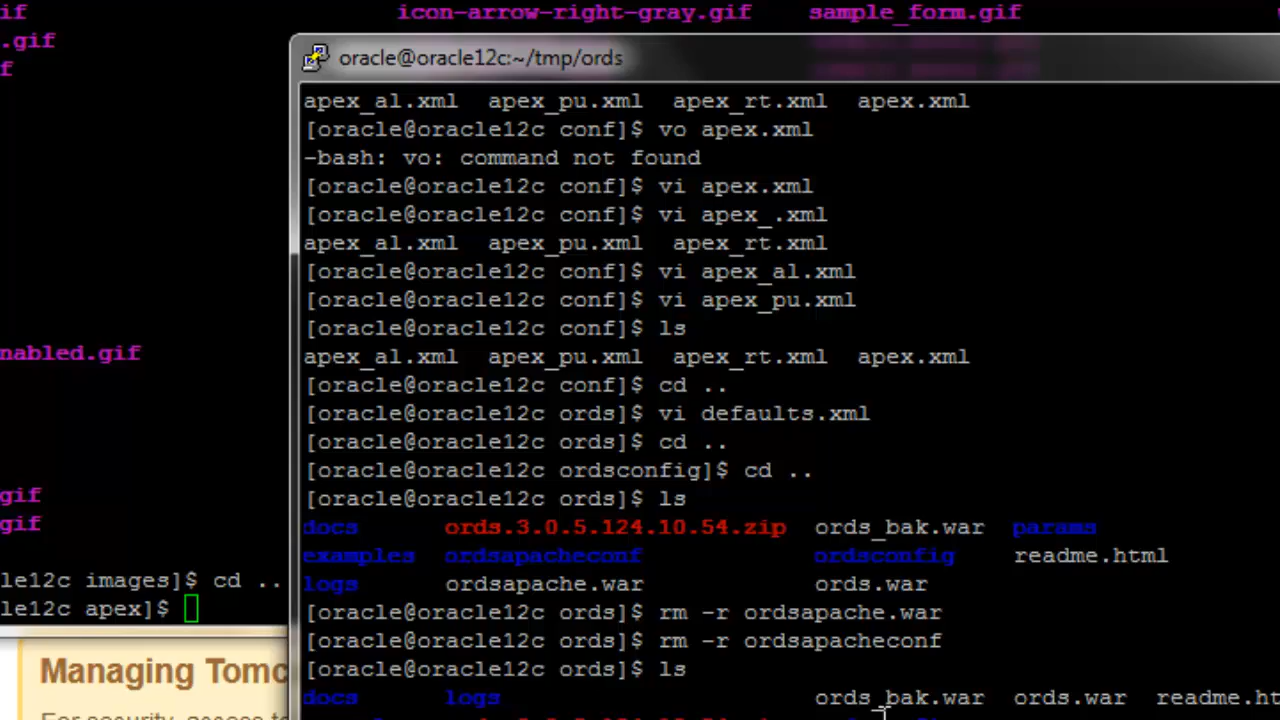 if icon-arrow-right-gray.gif sample_form.gif
.gif
f
nabled.gif
gif
gif
le12c images]$ cd ..
le12c apex]$
Managing Tomc
oracle@oracle12c:~/tmp/ords
apex_al.xml apex_pu.xml apex_rt.xml apex.xml
[oracle@oracle12c conf]$ vo apex.xml
-bash: vo: command not found
[oracle@oracle12c conf]$ vi apex.xml
[oracle@oracle12c conf]$ vi apex_.xml
apex_al.xml apex_pu.xml apex_rt.xml
[oracle@oracle12c conf]$ vi apex_al.xml
[oracle@oracle12c conf]$ vi apex_pu.xml
[oracle@oracle12c conf]$ ls
apex_al.xml apex_pu.xml apex_rt.xml apex.xml
[oracle@oracle12c conf]$ cd ..
[oracle@oracle12c ords]$ vi defaults.xml
[oracle@oracle12c ords]$ cd ..
[oracle@oracle12c ordsconfig]$ cd ..
[oracle@oracle12c ords]$ ls
docs ords.3.0.5.124.10.54.zip ords_bak.war params
examples ordsapacheconf ordsconfig readme.html
logs ordsapache.war ords.war
[oracle@oracle12c ords]$ rm -r ordsapache.war
[oracle@oracle12c ords]$ rm -r ordsapacheconf
[oracle@oracle12c ords]$ ls
docs logs ords_bak.war ords.war readme.ht